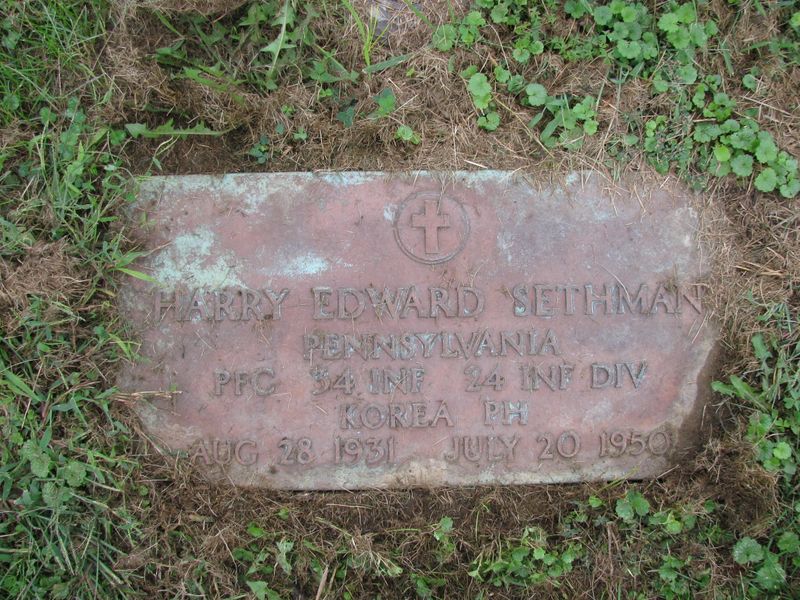 HARRY EDWARD SETHMAN
PENNSYLVANIA
PFC 34 INF 24 INF DIV
KOREA PH
AUG 28 1931 JULY 20 1950